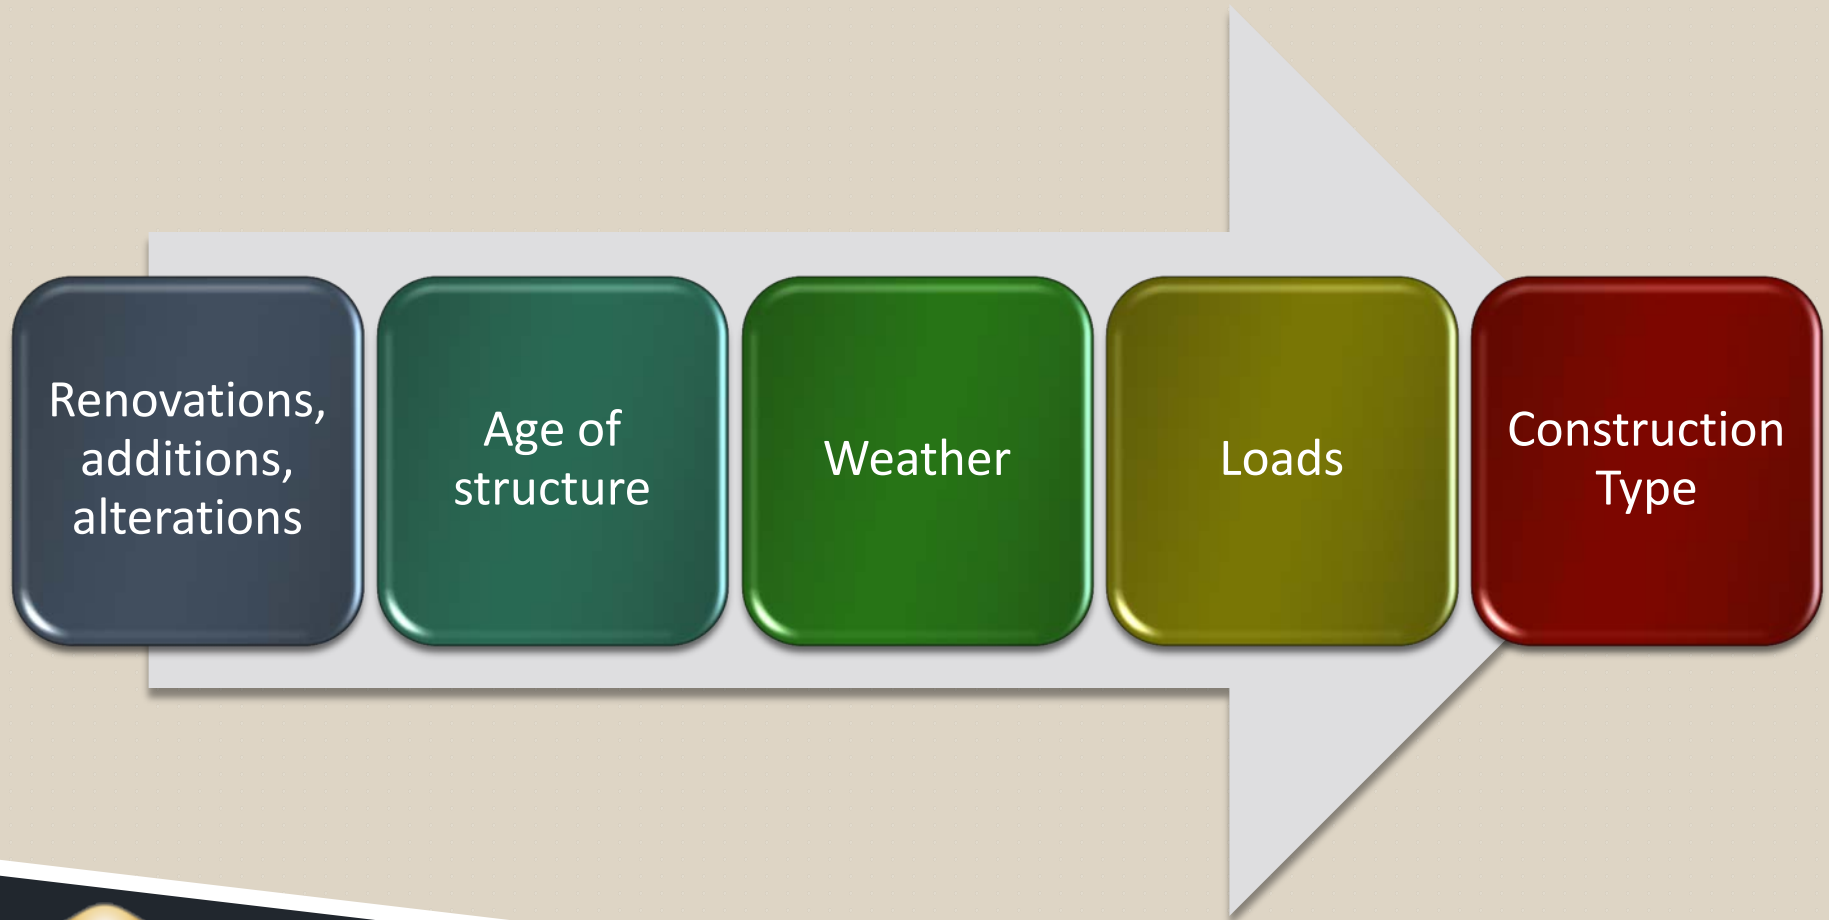 Renovations,
additions,
alterations
Age of
structure
Weather
Loads
Construction
Type